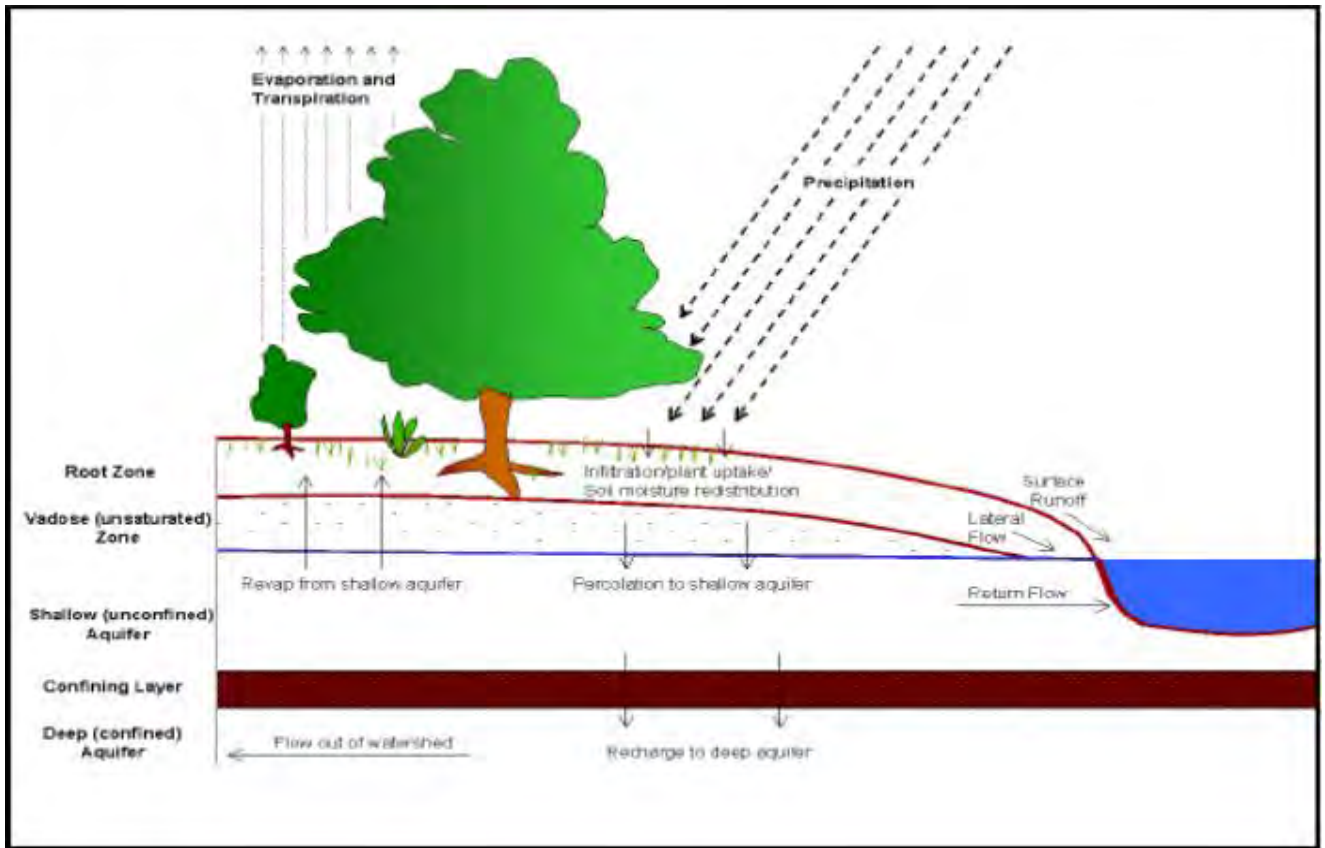 Evaporation and
Transpiration
Precipitation
Root Zone
Infiltration/plant uptake/
Soil moisture redistribution
Surface
Runoff
Vadose (unsaturated)
Zone
Lateral
Flow
Revap from shallow aquifer
Percolation to shallow aquifer
Return Flow
Shallow (unconfined)
Aquifer
Confining Layer
Deep (confined)
Aquifer
Flow out of watershed
Recharge to deep aquifer